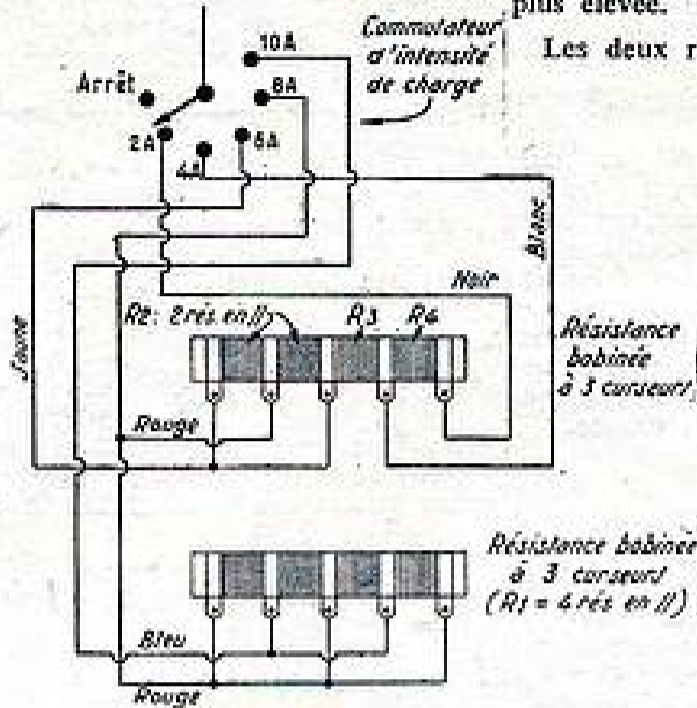 plus élevée.
Les deux r
Commutateur
d'intensité
de charge
10A
Arrêt
8A
2A
6A
4A
Blanc
Noir
Jaune
R2: 2 rés. en //
R3
R4
Résistance
bobinée
à 3 curseurs
Rouge
Résistance bobinée
à 3 curseurs
(R1 = 4 rés en //)
Bleu
Rouge